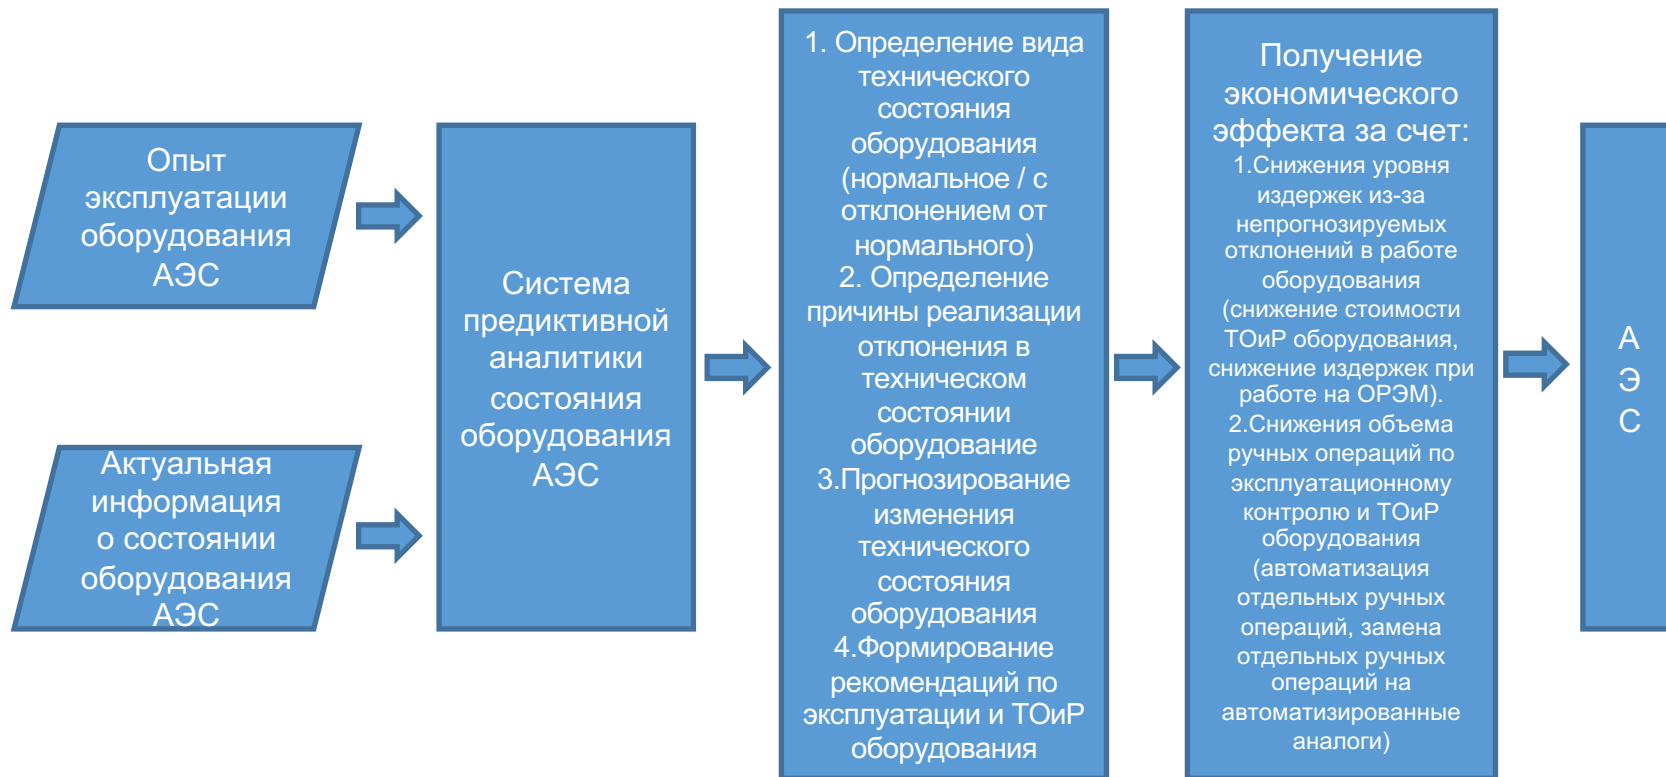 Опыт
эксплуатации
оборудования
АЭС
Актуальная
информация
о состоянии
оборудования
АЭС
Система
предиктивной
аналитики
состояния
оборудования
АЭС
1. Определение вида
технического
состояния
оборудования
(нормальное / с
отклонением от
нормального)
2. Определение
причины реализации
отклонения в
техническом
состоянии
оборудование
3.Прогнозирование
изменения
технического
состояния
оборудования
4.Формирование
рекомендаций по
эксплуатации и ТОиР
оборудования
Получение
экономического
эффекта за счет:
1.Снижения уровня
издержек из-за
непрогнозируемых
отклонений в работе
оборудования
(снижение стоимости
ТОиР оборудования,
снижение издержек при
работе на ОРЭМ).
2.Снижения объема
ручных операций по
эксплуатационному
контролю и ТОиР
оборудования
(автоматизация
отдельных ручных
операций, замена
отдельных ручных
операций на
автоматизированные
аналоги)
А
Э
С